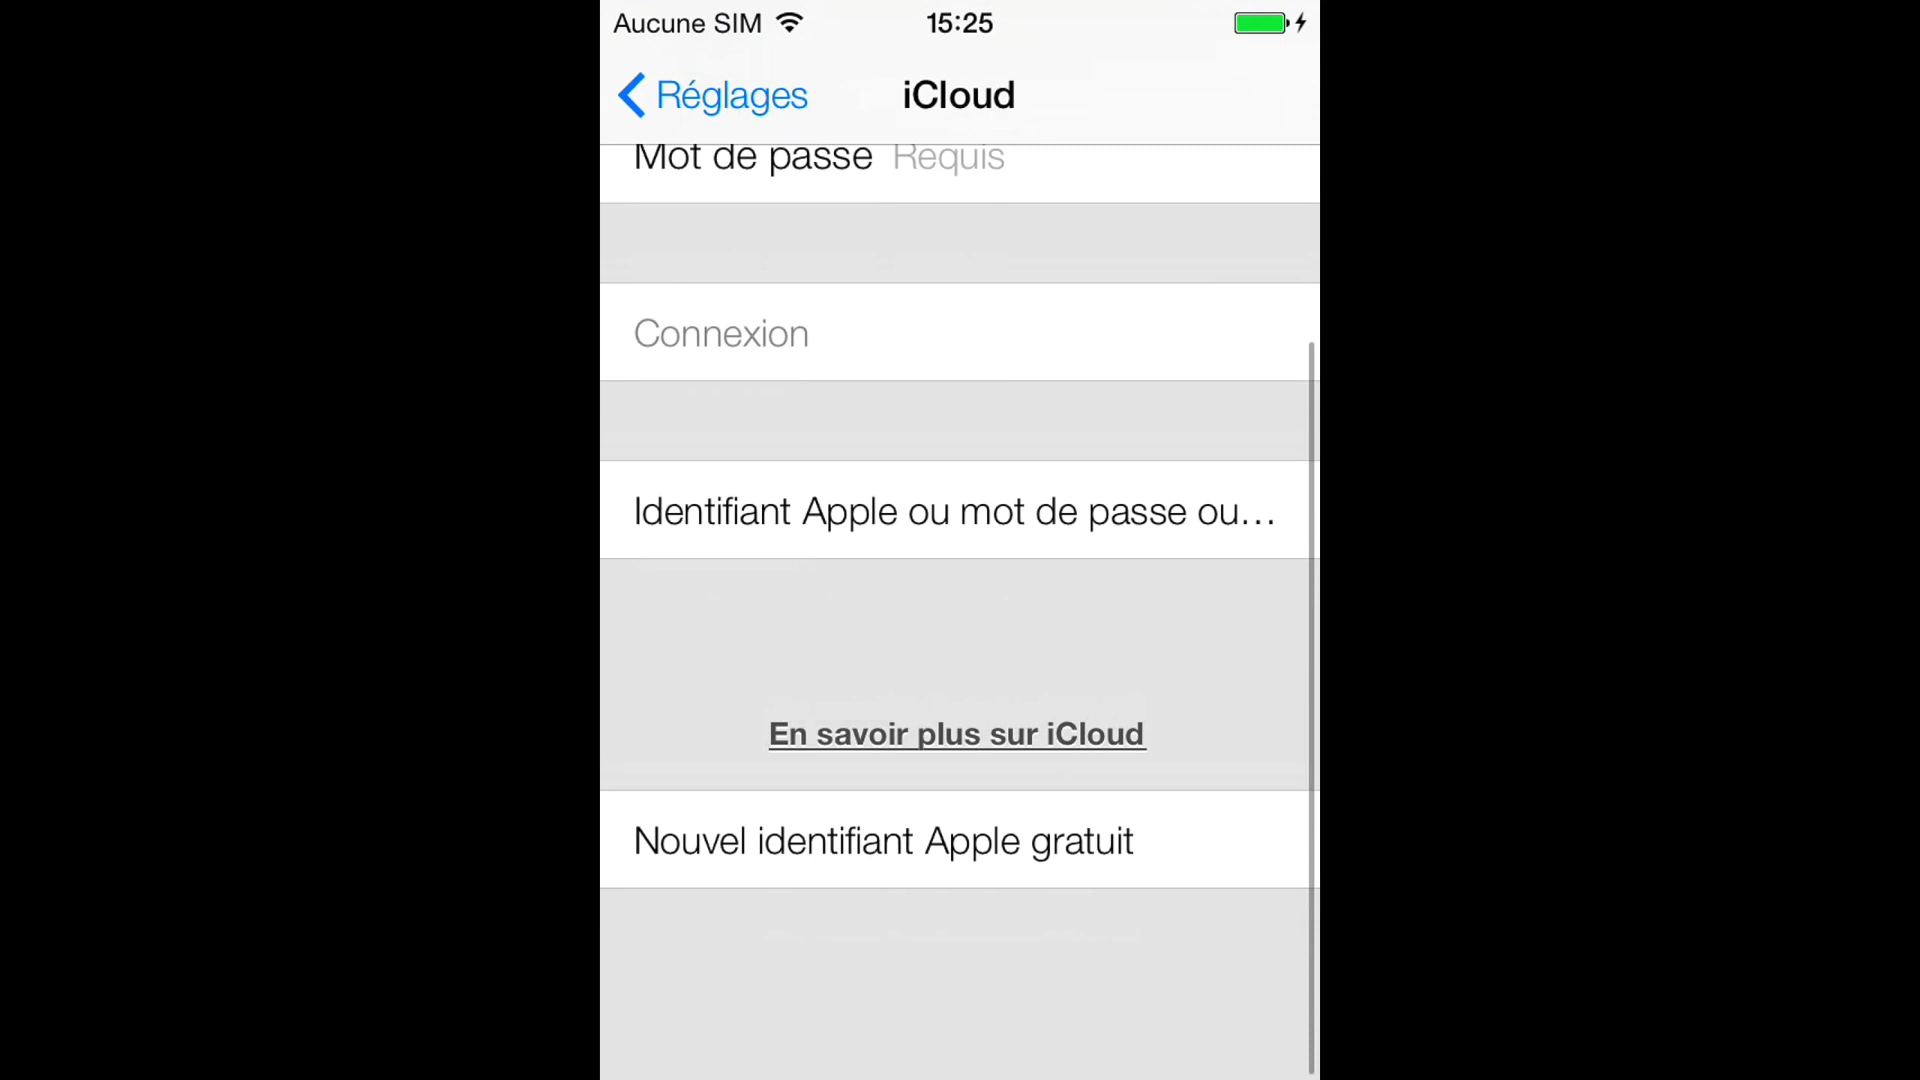 Aucune SIM 15:25
Réglages iCloud
Mot de passe Requis
Connexion
Identifiant Apple ou mot de passe ou…
En savoir plus sur iCloud
Nouvel identifiant Apple gratuit